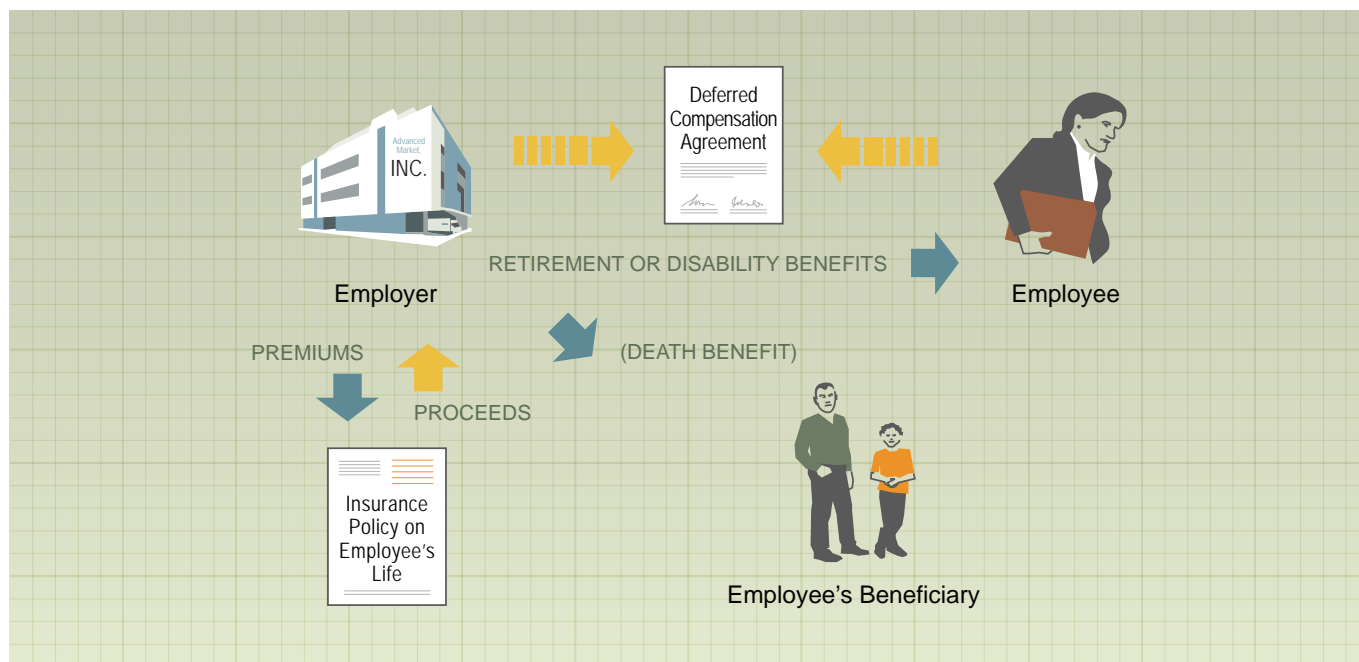 Advanced
Market,
INC.
Deferred
Compensation
Agreement
RETIREMENT OR DISABILITY BENEFITS
Employer
Employee
PREMIUMS
(DEATH BENEFIT)
PROCEEDS
Insurance
Policy on
Employee's
Life
Employee's Beneficiary